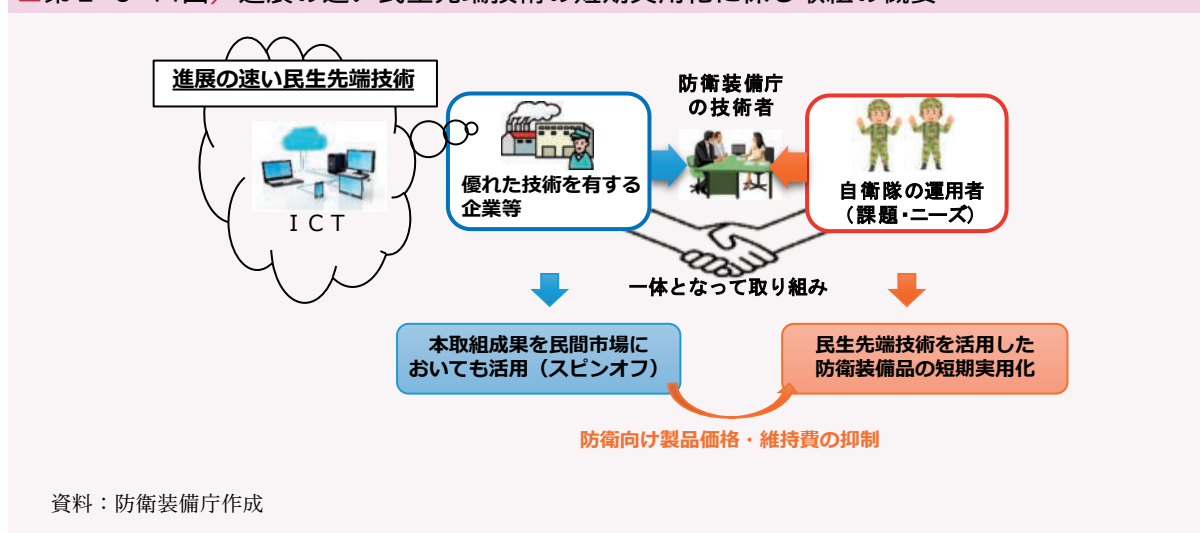 進展の速い民生先端技術
ICT
優れた技術を有する
企業等
防衛装備庁
の技術者
自衛隊の運用者
(課題・ニーズ)
一体となって取り組み
本取組成果を民間市場に
おいても活用(スピンオフ)
民生先端技術を活用した
防衛装備品の短期実用化
防衛向け製品価格・維持費の抑制
資料:防衛装備庁作成